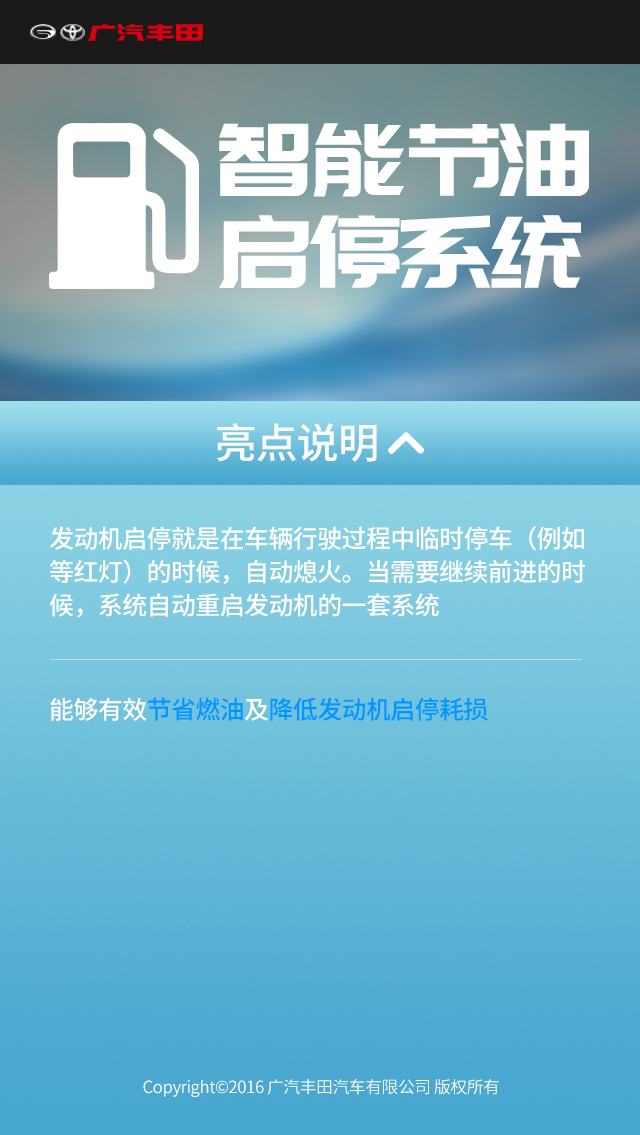 广汽丰田
智能节油
启停系统
亮点说明
发动机启停就是在车辆行驶过程中临时停车（例如
等红灯）的时候，自动熄火。当需要继续前进的时
候，系统自动重启发动机的一套系统
能够有效节省燃油及降低发动机启停耗损
Copyright©2016 广汽丰田汽车有限公司 版权所有